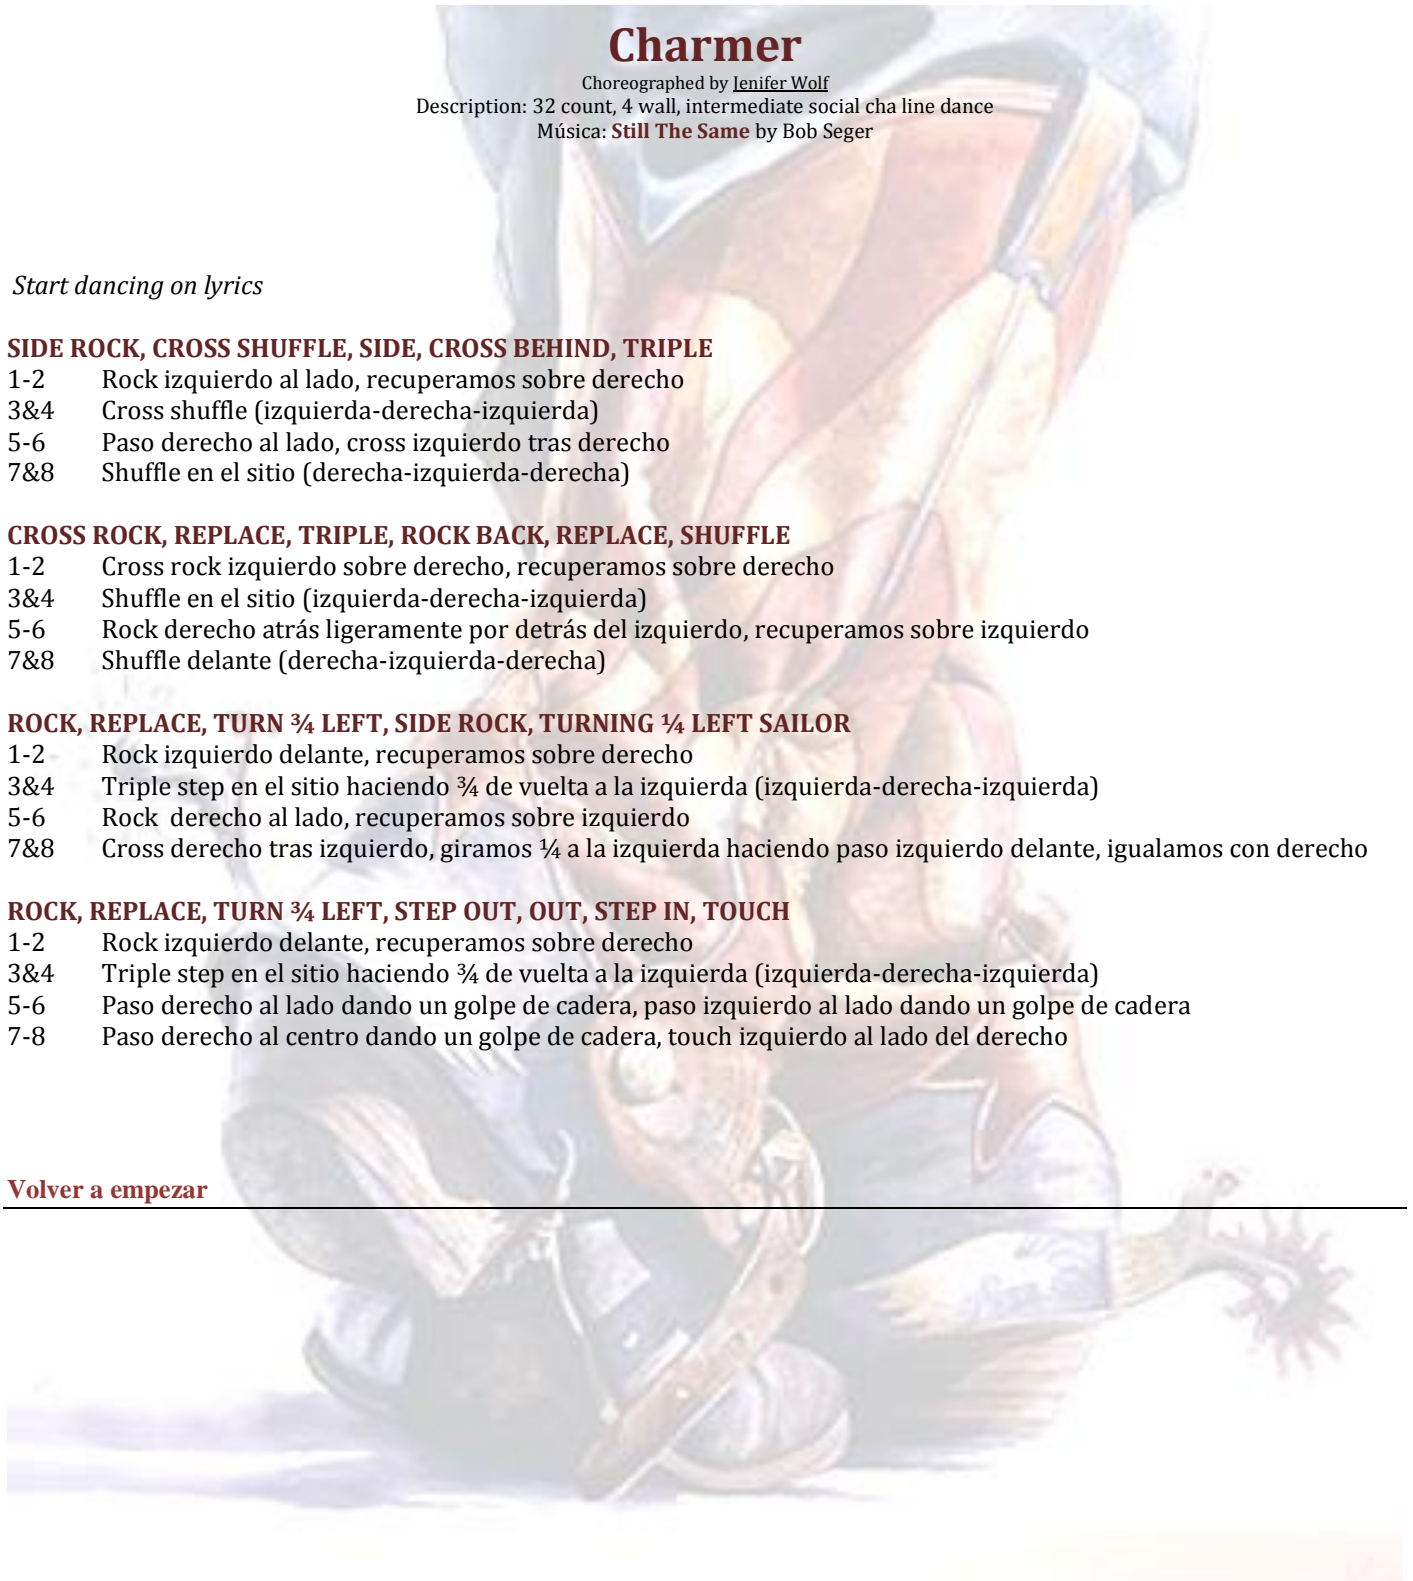 Charmer
Choreographed by Jenifer Wolf
Description: 32 count, 4 wall, intermediate social cha line dance
Música: Still The Same by Bob Seger
Start dancing on lyrics
SIDE ROCK, CROSS SHUFFLE, SIDE, CROSS BEHIND, TRIPLE
1-2 Rock izquierdo al lado, recuperamos sobre derecho
3&4 Cross shuffle (izquierda-derecha-izquierda)
5-6 Paso derecho al lado, cross izquierdo tras derecho
7&8 Shuffle en el sitio (derecha-izquierda-derecha)
CROSS ROCK, REPLACE, TRIPLE, ROCK BACK, REPLACE, SHUFFLE
1-2 Cross rock izquierdo sobre derecho, recuperamos sobre derecho
3&4 Shuffle en el sitio (izquierda-derecha-izquierda)
5-6 Rock derecho atrás ligeramente por detrás del izquierdo, recuperamos sobre izquierdo
7&8 Shuffle delante (derecha-izquierda-derecha)
ROCK, REPLACE, TURN ¾ LEFT, SIDE ROCK, TURNING ¼ LEFT SAILOR
1-2 Rock izquierdo delante, recuperamos sobre derecho
3&4 Triple step en el sitio haciendo ¾ de vuelta a la izquierda (izquierda-derecha-izquierda)
5-6 Rock  derecho al lado, recuperamos sobre izquierdo
7&8 Cross derecho tras izquierdo, giramos ¼ a la izquierda haciendo paso izquierdo delante, igualamos con derecho
ROCK, REPLACE, TURN ¾ LEFT, STEP OUT, OUT, STEP IN, TOUCH
1-2 Rock izquierdo delante, recuperamos sobre derecho
3&4 Triple step en el sitio haciendo ¾ de vuelta a la izquierda (izquierda-derecha-izquierda)
5-6 Paso derecho al lado dando un golpe de cadera, paso izquierdo al lado dando un golpe de cadera
7-8 Paso derecho al centro dando un golpe de cadera, touch izquierdo al lado del derecho
Volver a empezar